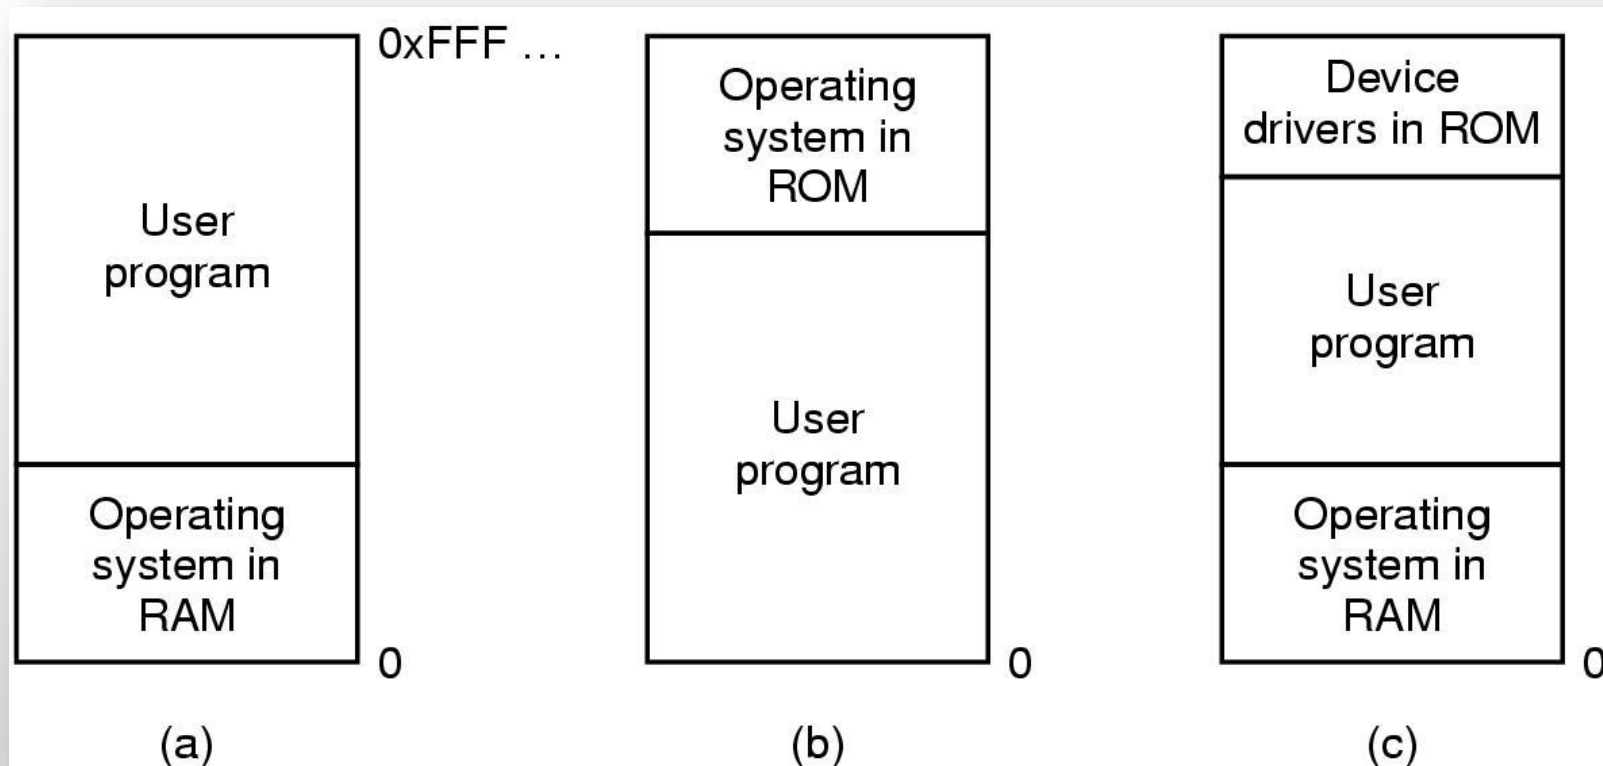 0xFFF ...
User
program
Operating
system in
RAM
0
(a)
Operating
system in
ROM
User
program
0
(b)
Device
drivers in ROM
User
program
Operating
system in
RAM
0
(c)